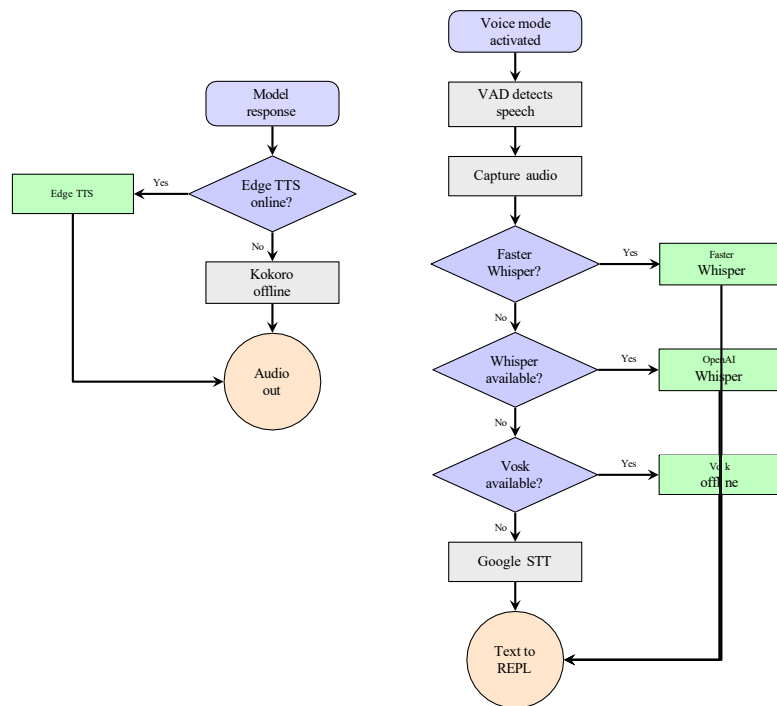 Model
response
Edge TTS
online?
Yes
Edge TTS
No
Kokoro
offline
Audio
out
Voice mode
activated
VAD detects
speech
Capture audio
Faster
Whisper?
Yes
Faster
Whisper
No
Whisper
available?
Yes
OpenAI
Whisper
No
Vosk
available?
Yes
Vosk
offline
No
Google STT
Text to
REPL